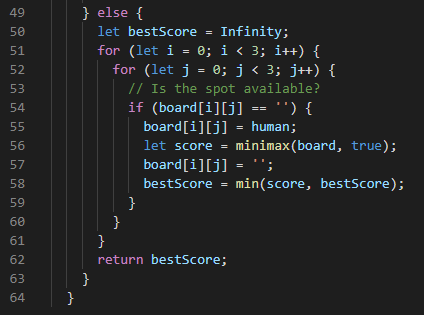 49 } else {
50 let bestScore = Infinity;
51 for (let i = 0; i < 3; i++) {
52 for (let j = 0; j < 3; j++) {
53 // Is the spot available?
54 if (board[i][j] == '') {
55 board[i][j] = human;
56 let score = minimax(board, true);
57 board[i][j] = '';
58 bestScore = min(score, bestScore);
59 }
60 }
61 }
62 return bestScore;
63 }
64 }